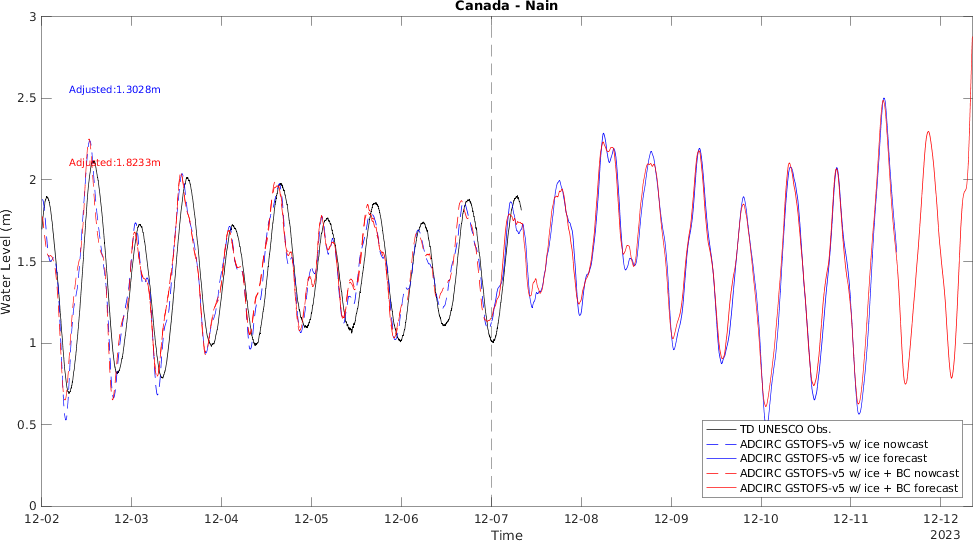 Canada - Nain
3
2.5
2
1.5
1
0.5
0
Water Level (m)
Adjusted:1.3028m
Adjusted:1.8233m
TD UNESCO Obs.
ADCIRC GSTOFS-v5 w/ ice nowcast
ADCIRC GSTOFS-v5 w/ ice forecast
ADCIRC GSTOFS-v5 w/ ice + BC nowcast
ADCIRC GSTOFS-v5 w/ ice + BC forecast
12-02 12-03 12-04 12-05 12-06 12-07 12-08 12-09 12-10 12-11 12-12
Time
2023